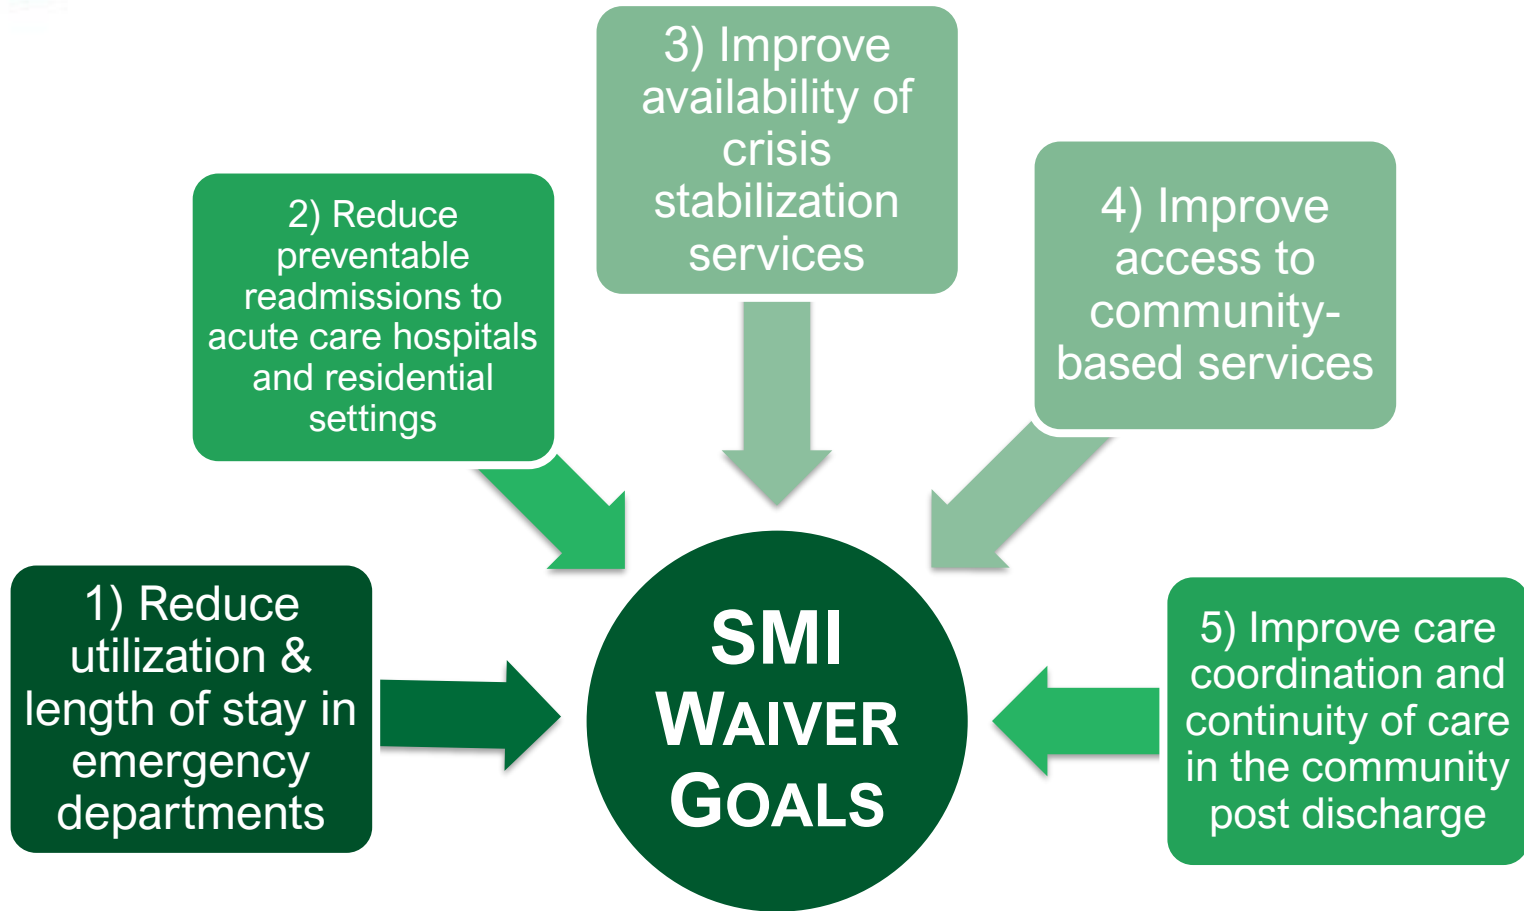 1) Reduce
utilization &
length of stay in
emergency
departments
2) Reduce
preventable
readmissions to
acute care hospitals
and residential
settings
3) Improve
availability of
crisis
stabilization
services
4) Improve
access to
community-
based services
5) Improve care
coordination and
continuity of care
in the community
post discharge
SMI
WAIVER
GOALS